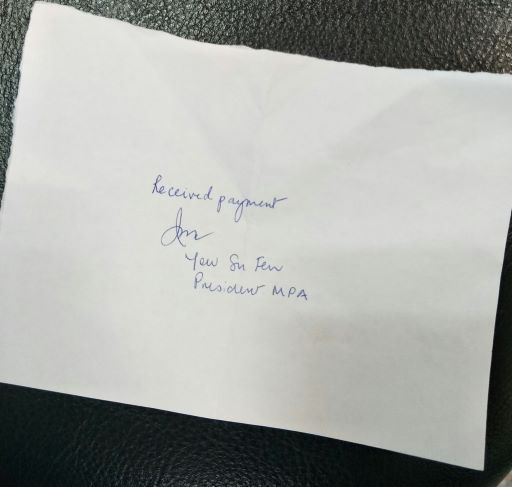 Received payment
Yew Su Fen
President MPA